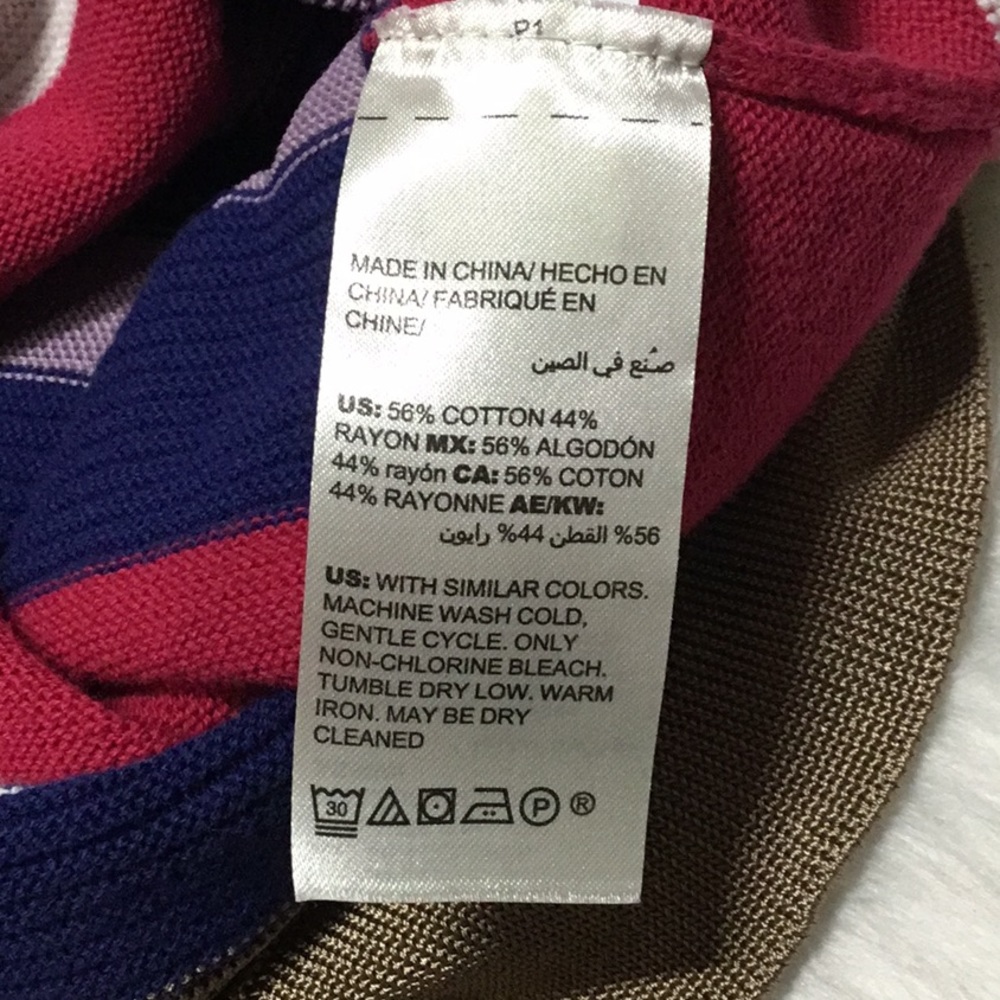 P1
MADE IN CHINA/ HECHO EN
CHINA/ FABRIQUÉ EN
CHINE/
صُنع في الصين
US: 56% COTTON 44%
RAYON MX: 56% ALGODÓN
44% rayón CA: 56% COTON
44% RAYONNE AE/KW:
56% القطن 44% رايون
US: WITH SIMILAR COLORS.
MACHINE WASH COLD,
GENTLE CYCLE. ONLY
NON-CHLORINE BLEACH.
TUMBLE DRY LOW. WARM
IRON. MAY BE DRY
CLEANED
30 P ®